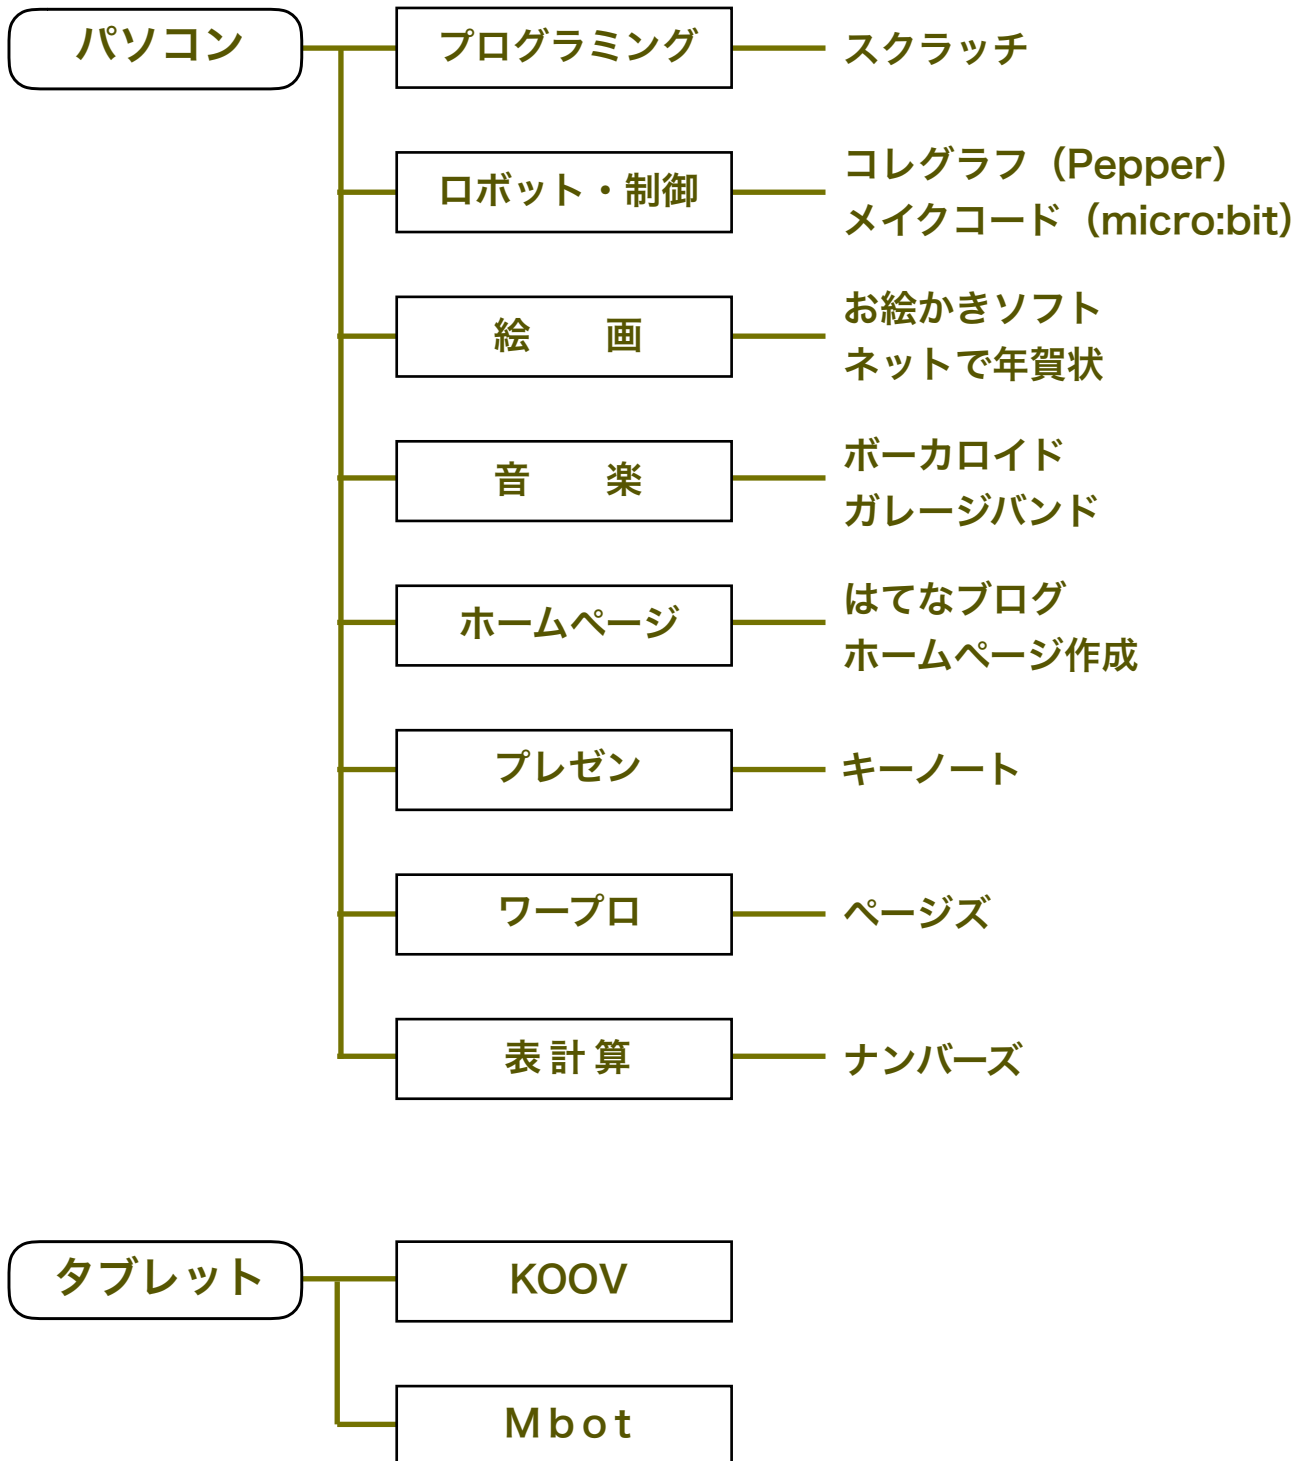 パソコン
プログラミング
スクラッチ
ロボット・制御
コレグラフ（Pepper）
メイクコード（micro:bit）
絵　　画
お絵かきソフト
ネットで年賀状
音　　楽
ボーカロイド
ガレージバンド
ホームページ
はてなブログ
ホームページ作成
プレゼン
キーノート
ワープロ
ページズ
表 計 算
ナンバーズ
タブレット
KOOV
Mbot